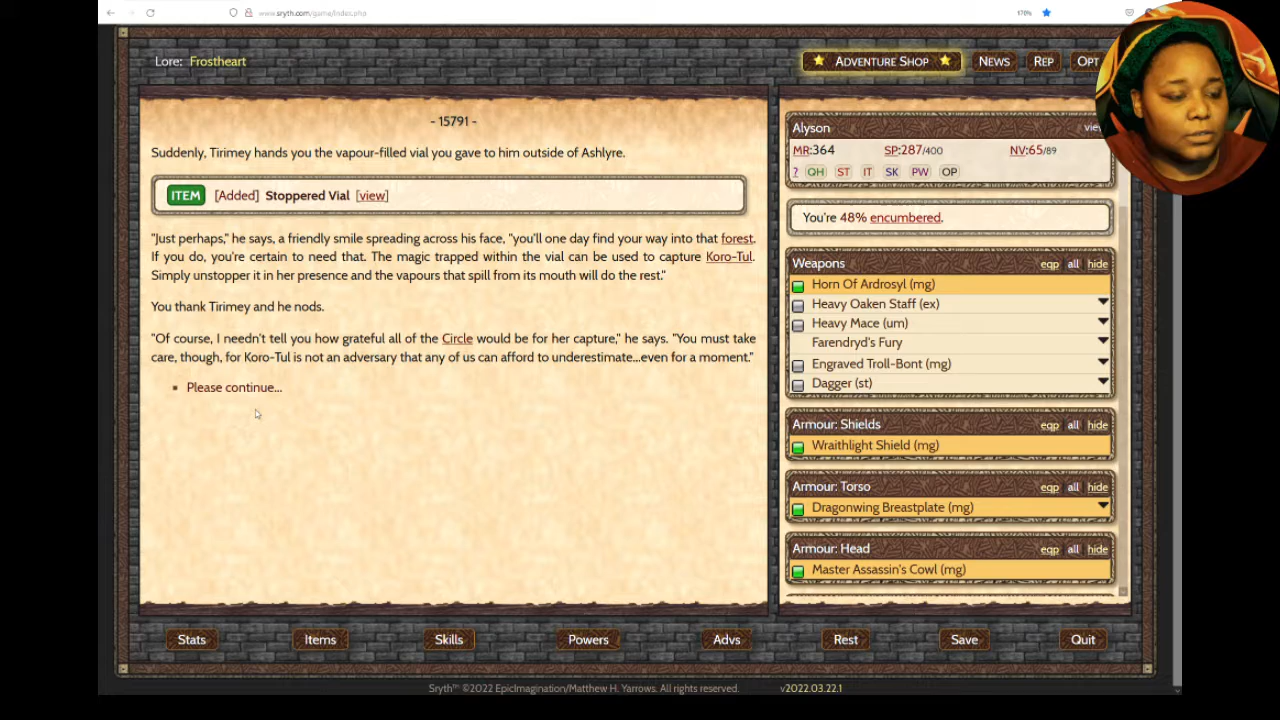 www.sryth.com/game/index.php
170%
Lore: Frostheart
Adventure Shop
News
Rep
Opt
- 15791 -
Suddenly, Tirimey hands you the vapour-filled vial you gave to him outside of Ashlyre.
ITEM [Added] Stoppered Vial [view]
"Just perhaps," he says, a friendly smile spreading across his face, "you'll one day find your way into that forest.
If you do, you're certain to need that. The magic trapped within the vial can be used to capture Koro-Tul.
Simply unstopper it in her presence and the vapours that spill from its mouth will do the rest."
You thank Tirimey and he nods.
"Of course, I needn't tell you how grateful all of the Circle would be for her capture," he says. "You must take
care, though, for Koro-Tul is not an adversary that any of us can afford to underestimate...even for a moment."
Please continue...
Alyson
MR:364 SP:287/400 NV:65/89
? QH ST IT SK PW OP
You're 48% encumbered.
Weapons eqp all hide
Horn Of Ardrosyl (mg)
Heavy Oaken Staff (ex)
Heavy Mace (um)
Farendryd's Fury
Engraved Troll-Bont (mg)
Dagger (st)
Armour: Shields eqp all hide
Wraithlight Shield (mg)
Armour: Torso eqp all hide
Dragonwing Breastplate (mg)
Armour: Head eqp all hide
Master Assassin's Cowl (mg)
Stats Items Skills Powers Advs Rest Save Quit
Sryth™ ©2022 EpicImagination/Matthew H. Yarrows. All rights reserved. v2022.03.22.1